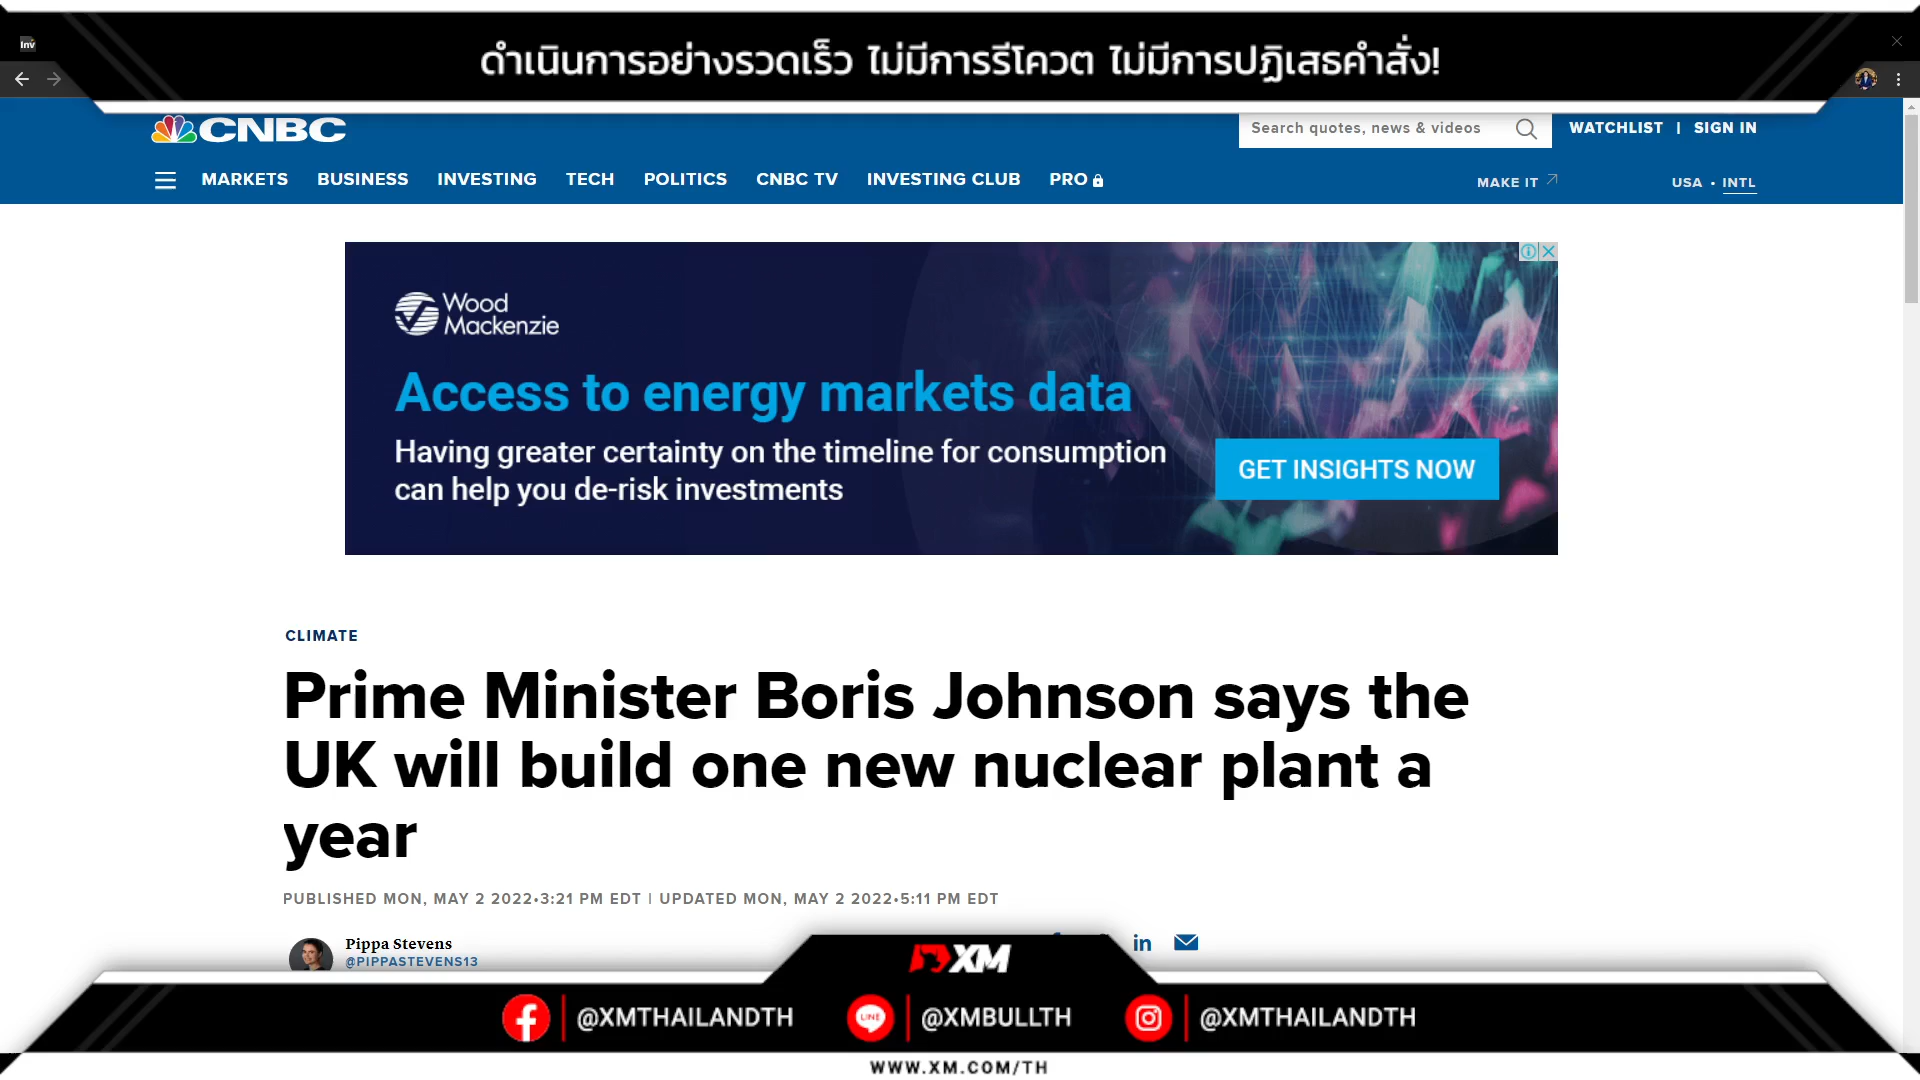 Inv
ดำเนินการอย่างรวดเร็ว ไม่มีการรีโควต ไม่มีการปฏิเสธคำสั่ง!
CNBC
Search quotes, news & videos
WATCHLIST | SIGN IN
MARKETS BUSINESS INVESTING TECH POLITICS CNBC TV INVESTING CLUB PRO
MAKE IT
USA • INTL
Wood
Mackenzie
Access to energy markets data
Having greater certainty on the timeline for consumption
can help you de-risk investments
GET INSIGHTS NOW
CLIMATE
Prime Minister Boris Johnson says the
UK will build one new nuclear plant a
year
PUBLISHED MON, MAY 2 2022•3:21 PM EDT | UPDATED MON, MAY 2 2022•5:11 PM EDT
Pippa Stevens
@PIPPASTEVENS13
in
XM
@XMTHAILANDTH
LINE
@XMBULLTH
@XMTHAILANDTH
WWW.XM.COM/TH